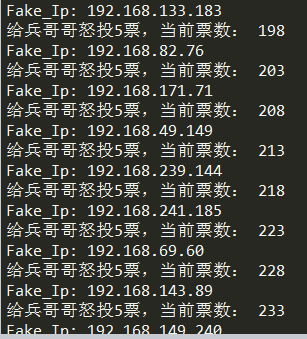 Fake_Ip: 192.168.133.183
给兵哥哥怒投5票，当前票数： 198
Fake_Ip: 192.168.82.76
给兵哥哥怒投5票，当前票数： 203
Fake_Ip: 192.168.171.71
给兵哥哥怒投5票，当前票数： 208
Fake_Ip: 192.168.49.149
给兵哥哥怒投5票，当前票数： 213
Fake_Ip: 192.168.239.144
给兵哥哥怒投5票，当前票数： 218
Fake_Ip: 192.168.241.185
给兵哥哥怒投5票，当前票数： 223
Fake_Ip: 192.168.69.60
给兵哥哥怒投5票，当前票数： 228
Fake_Ip: 192.168.143.89
给兵哥哥怒投5票，当前票数： 233
Fake_Ip: 192.168.149.240